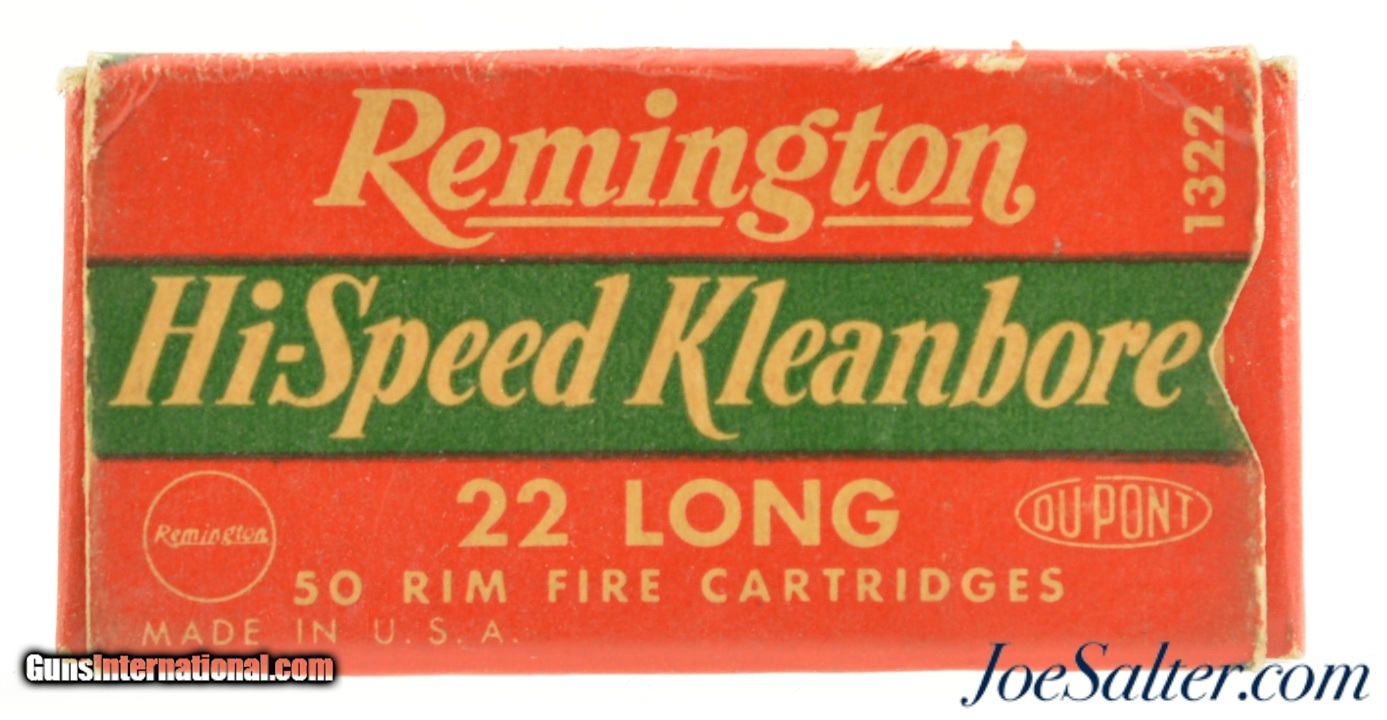 Remington
1322
Hi-Speed Kleanbore
22 LONG
Remington
DU PONT
50 RIM FIRE CARTRIDGES
MADE IN U.S.A.
GunsInternational.com
JoeSalter.com